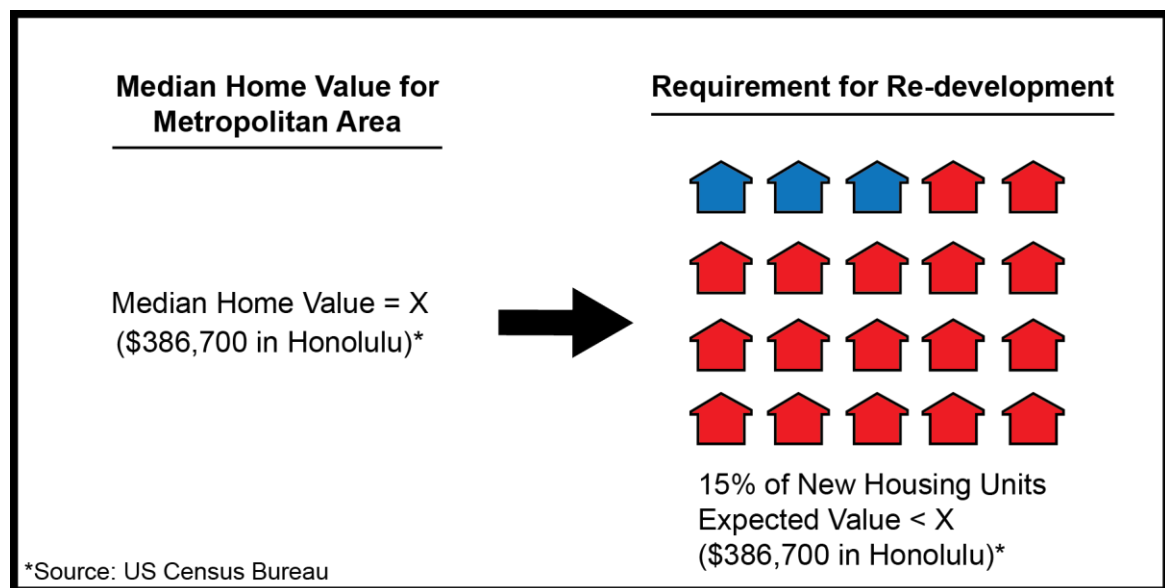 Median Home Value for
Metropolitan Area
Median Home Value = X
($386,700 in Honolulu)*
Requirement for Re-development
15% of New Housing Units
Expected Value < X
($386,700 in Honolulu)*
*Source: US Census Bureau